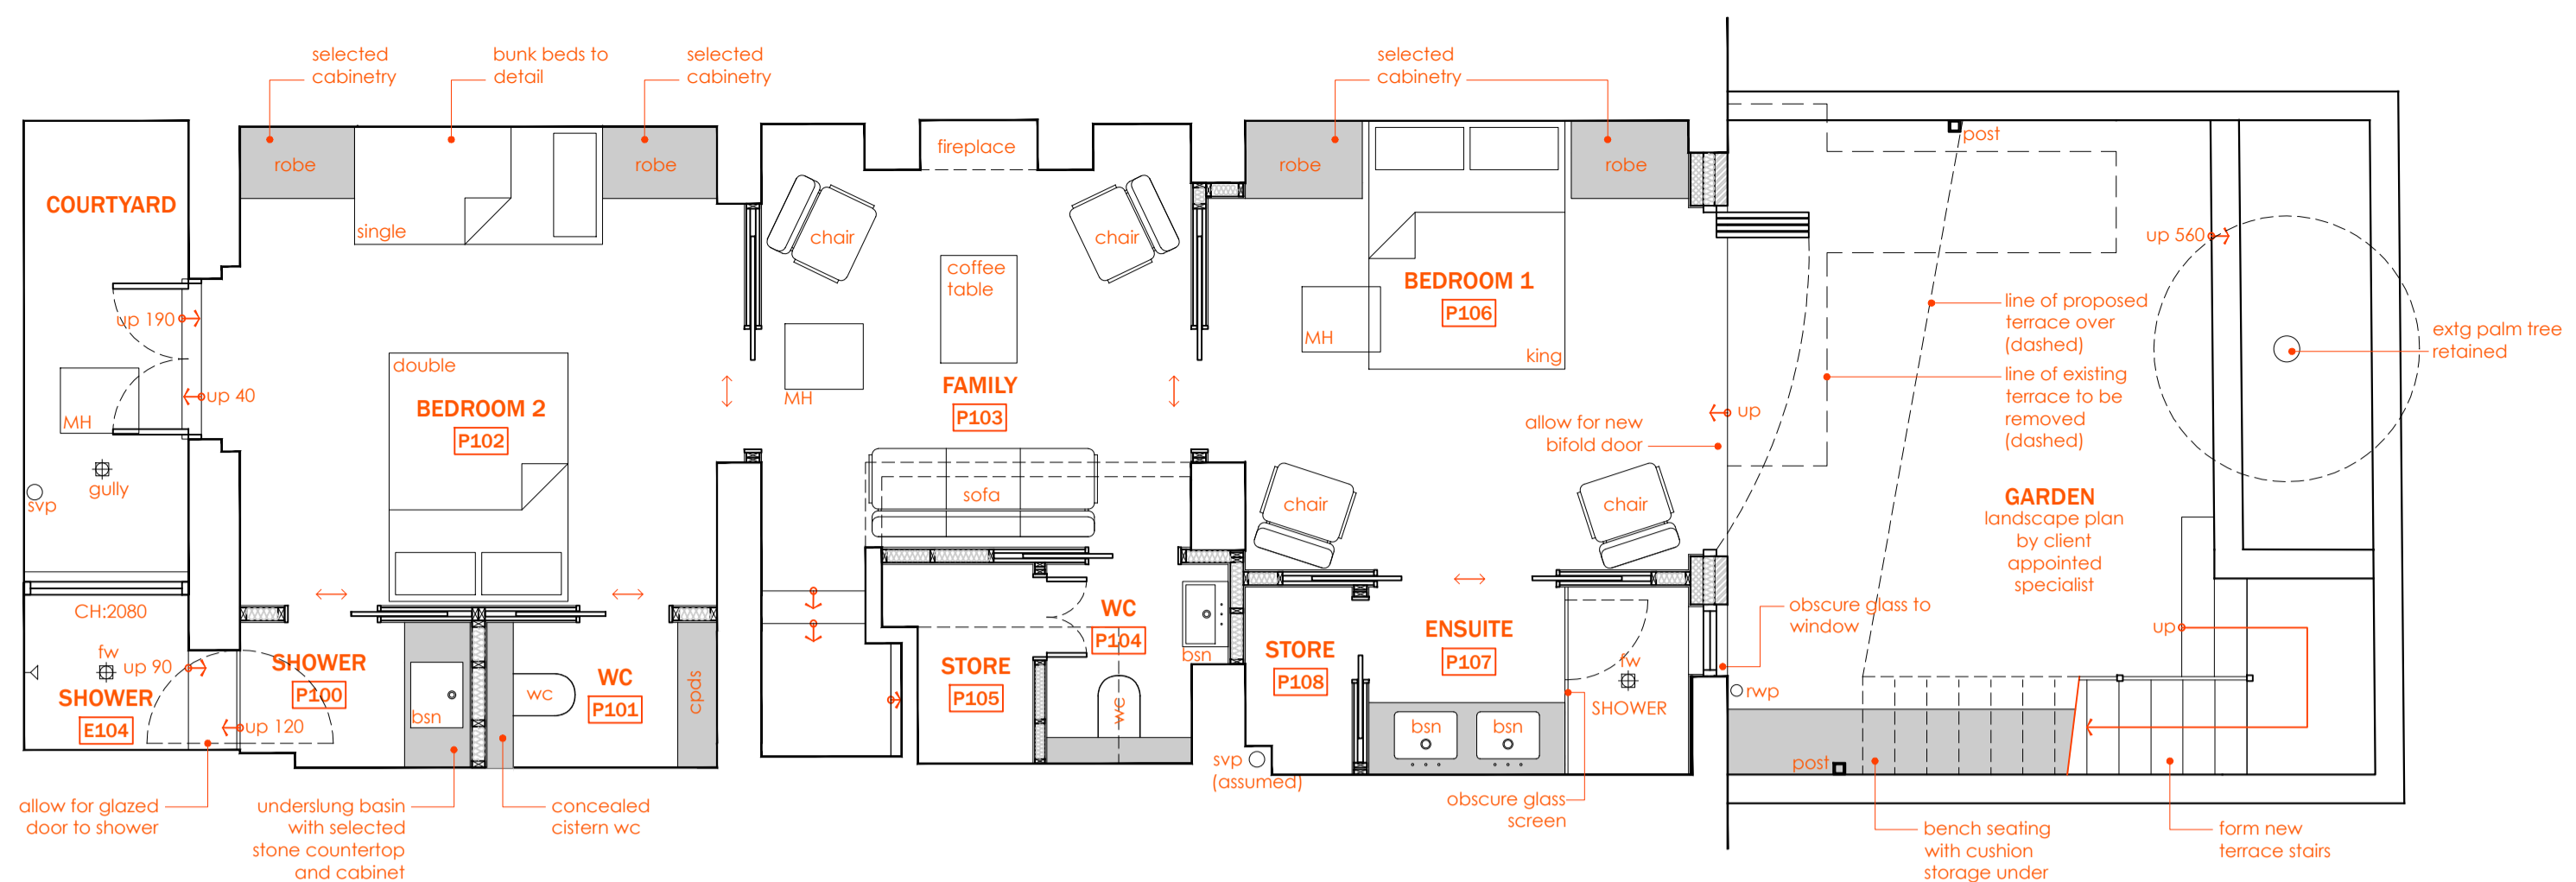 selected
cabinetry
bunk beds to
detail
selected
cabinetry
selected
cabinetry
robe
single
robe
fireplace
robe
robe
post
COURTYARD
chair
chair
up 560
coffee
table
BEDROOM 1
P106
MH
king
line of proposed
terrace over
(dashed)
extg palm tree
retained
up 190
up 40
MH
double
BEDROOM 2
P102
MH
FAMILY
P103
line of existing
terrace to be
removed
(dashed)
up
allow for new
bifold door
gully
svp
sofa
chair
chair
GARDEN
landscape plan
by client
appointed
specialist
CH:2080
fw
up 90
SHOWER
E104
SHOWER
P100
up 120
bsn
wc
WC
P101
cpds
STORE
P105
WC
P104
bsn
wc
STORE
P108
ENSUITE
P107
fw
SHOWER
bsn
bsn
obscure glass to
window
up
rwp
post
svp
(assumed)
allow for glazed
door to shower
underslung basin
with selected
stone countertop
and cabinet
concealed
cistern wc
obscure glass
screen
bench seating
with cushion
storage under
form new
terrace stairs